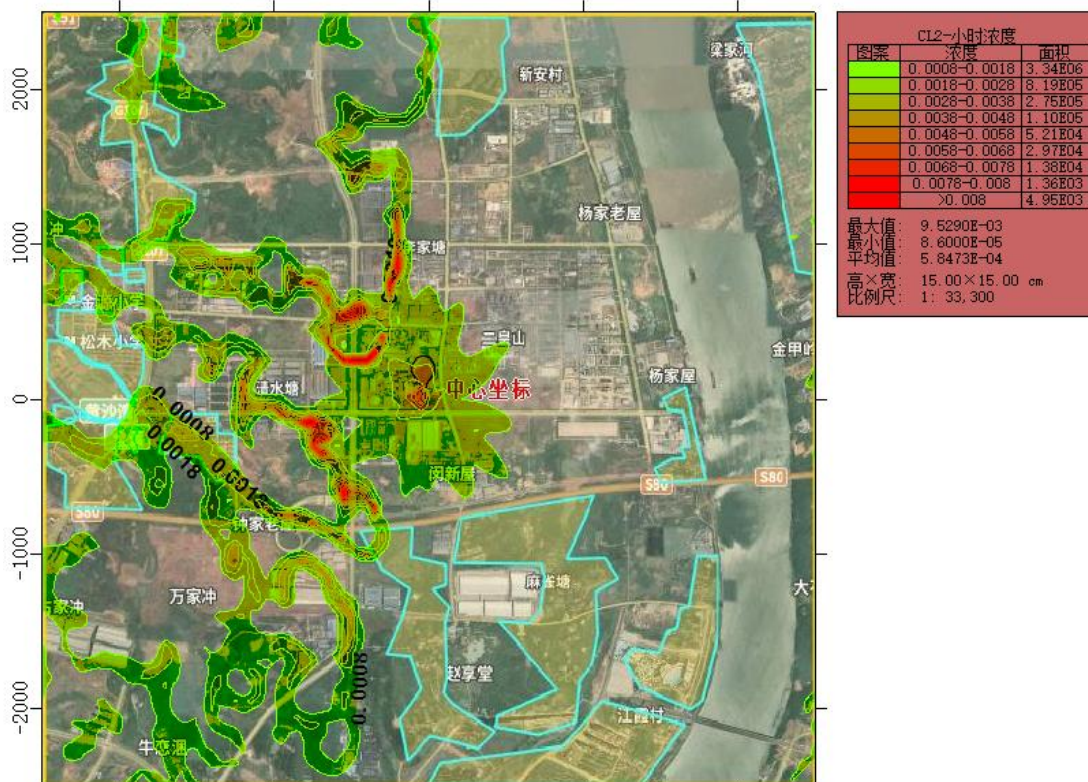 CL2-小时浓度
图案 浓度 面积
0.0008-0.0018 3.34E06
0.0018-0.0028 8.19E05
0.0028-0.0038 2.75E05
0.0038-0.0048 1.10E05
0.0048-0.0058 5.21E04
0.0058-0.0068 2.97E04
0.0068-0.0078 1.38E04
0.0078-0.008 1.36E03
>0.008 4.95E03
最大值: 9.5290E-03
最小值: 8.6000E-05
平均值: 5.8473E-04
高×宽: 15.00×15.00 cm
比例尺: 1: 33,300
2000
1000
0
-1000
-2000
梁家河
新安村
杨家老屋
李家塘
二皇山
金甲岭
松木小学
杨家屋
中心坐标
0.0008
0.0018
闵新屋
S80
S80
S80
钟家老屋
万家冲
麻雀塘
赵享堂
0.0008
江霞村